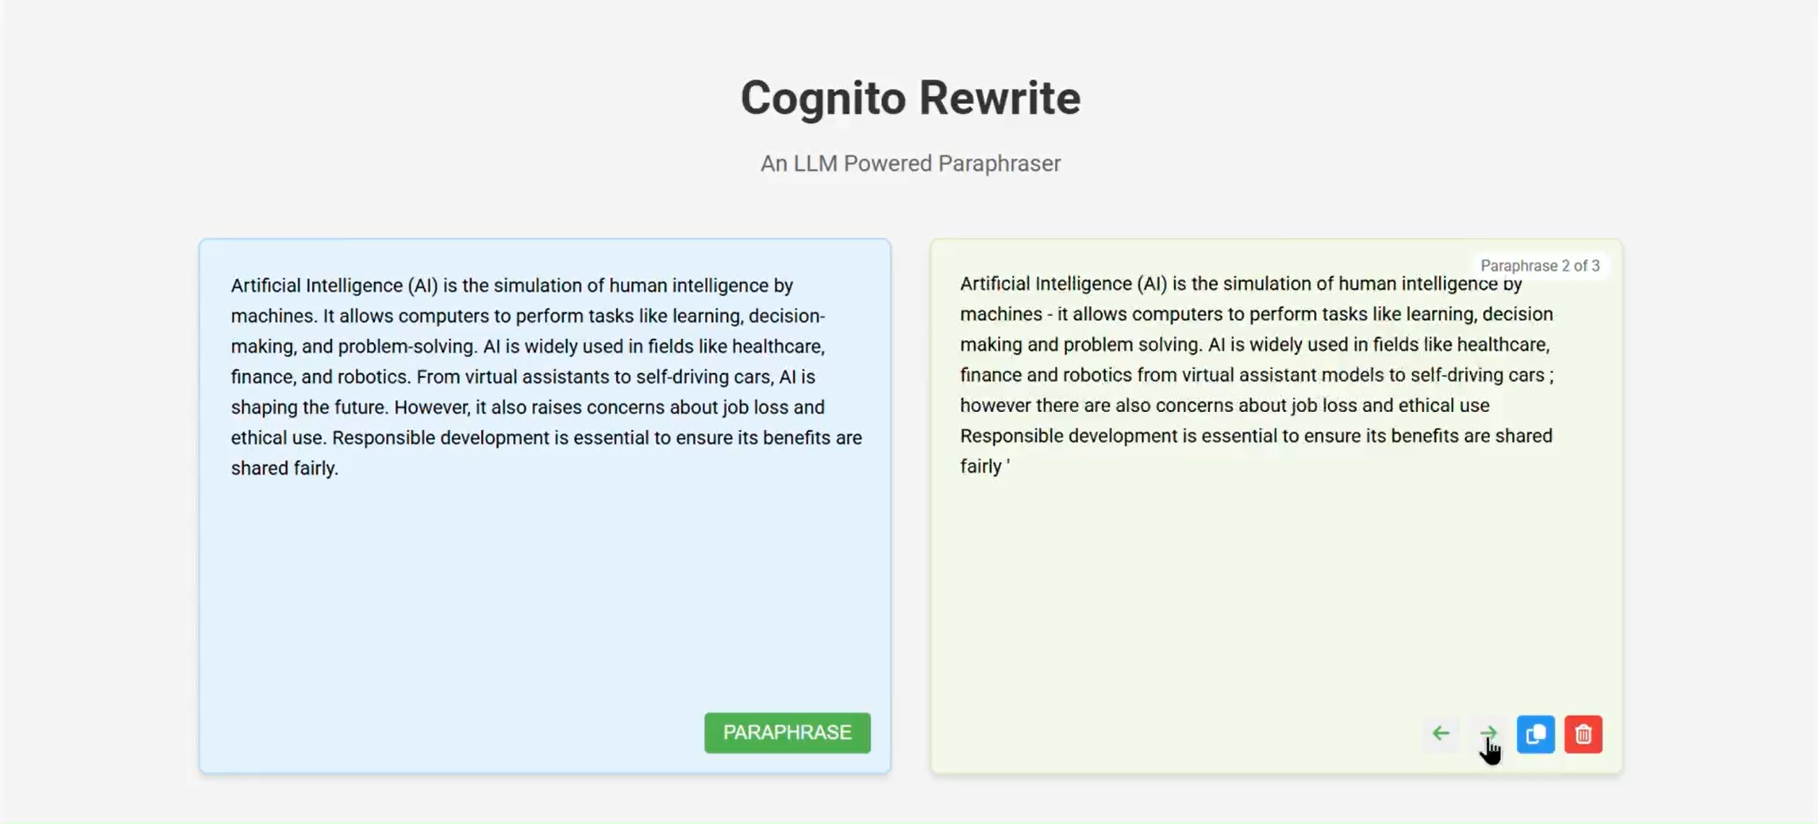 Cognito Rewrite
An LLM Powered Paraphraser
Artificial Intelligence (AI) is the simulation of human intelligence by
machines. It allows computers to perform tasks like learning, decision-
making, and problem-solving. AI is widely used in fields like healthcare,
finance, and robotics. From virtual assistants to self-driving cars, AI is
shaping the future. However, it also raises concerns about job loss and
ethical use. Responsible development is essential to ensure its benefits are
shared fairly.
PARAPHRASE
Paraphrase 2 of 3
Artificial Intelligence (AI) is the simulation of human intelligence by
machines - it allows computers to perform tasks like learning, decision
making and problem solving. AI is widely used in fields like healthcare,
finance and robotics from virtual assistant models to self-driving cars ;
however there are also concerns about job loss and ethical use
Responsible development is essential to ensure its benefits are shared
fairly '